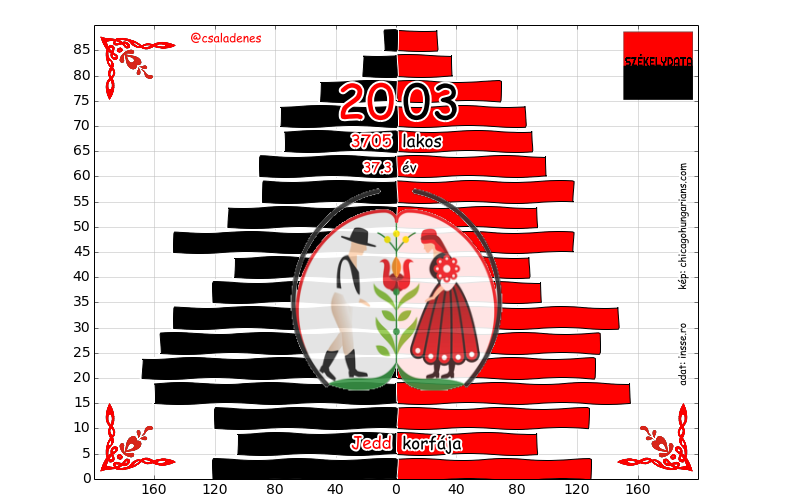 @csaladenes
SZÉKELYDATA
2003
3705 lakos
37.3 év
kép: chicagohungarians.com
adat: insse.ro
Jedd korfája
85
80
75
70
65
60
55
50
45
40
35
30
25
20
15
10
5
0
160 120 80 40 0 40 80 120 160